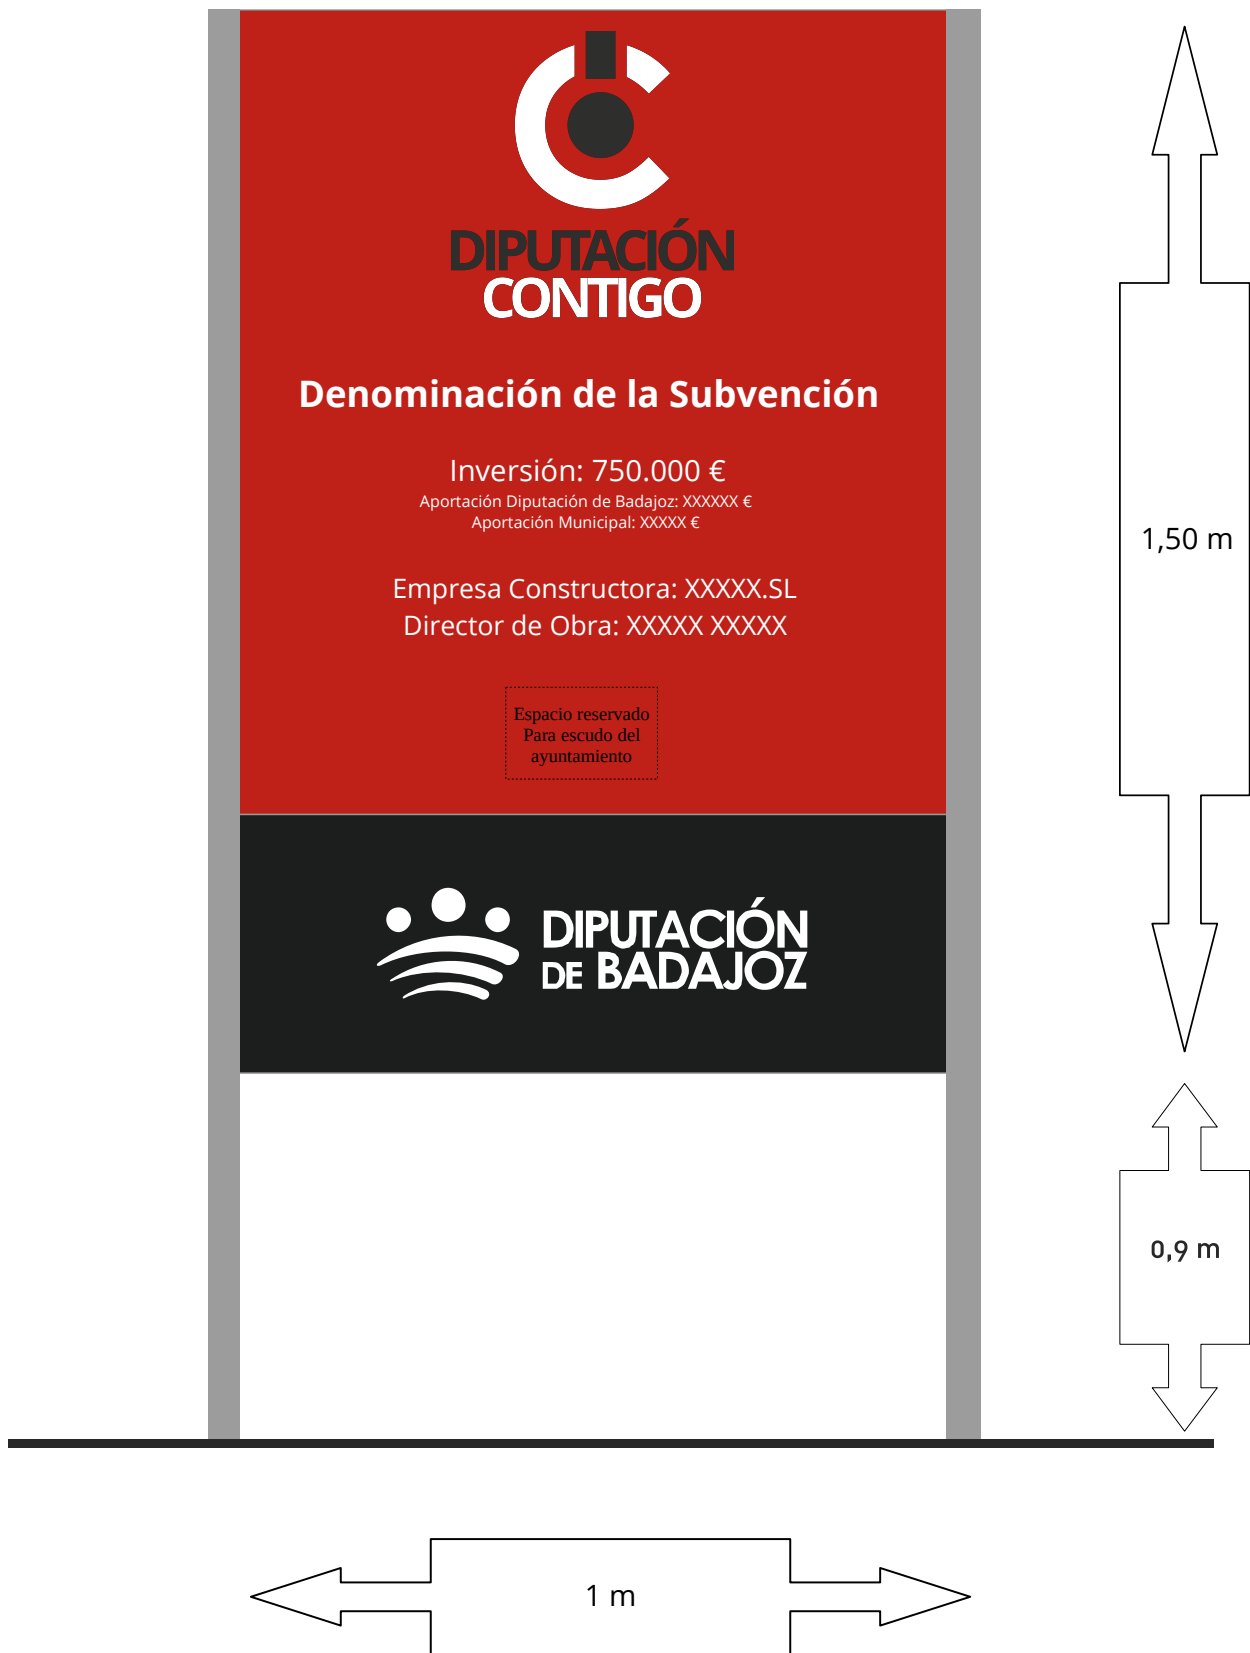 DIPUTACIÓN
CONTIGO
Denominación de la Subvención
Inversión: 750.000 €
Aportación Diputación de Badajoz: XXXXXX €
Aportación Municipal: XXXXX €
Empresa Constructora: XXXXX.SL
Director de Obra: XXXXX XXXXX
Espacio reservado
Para escudo del
ayuntamiento
DIPUTACIÓN
DE BADAJOZ
1,50 m
0,9 m
1 m